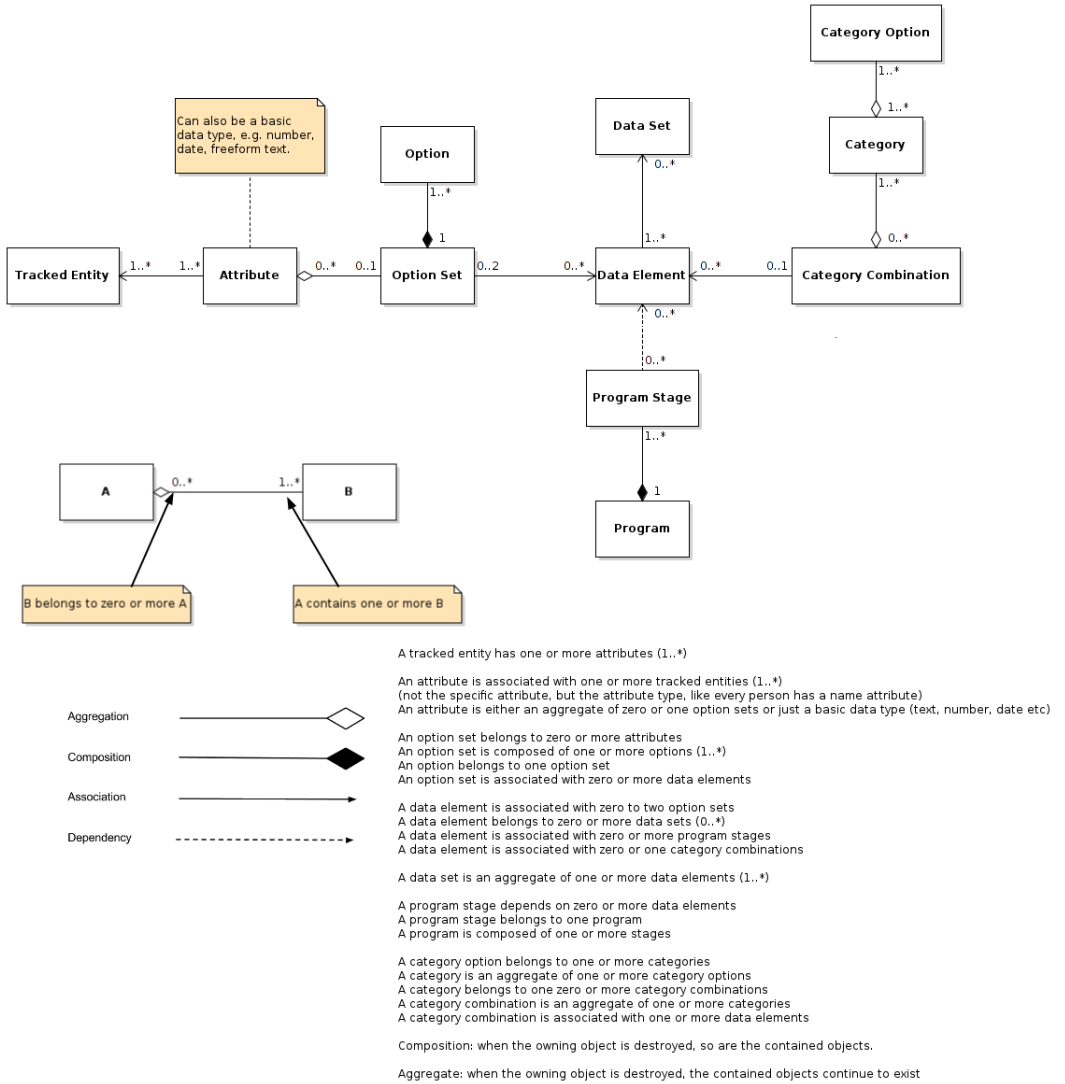 Category Option
1..*
1..*
Can also be a basic
data type, e.g. number,
date, freeform text.
Option
Data Set
Category
1..*
0..*
1..*
1
1..*
0..*
Tracked Entity
1..*
1..*
Attribute
0..*
0..1
Option Set
0..2
0..*
Data Element
0..*
0..1
Category Combination
0..*
0..*
Program Stage
1..*
1
Program
A
0..*
1..*
B
B belongs to zero or more A
A contains one or more B
Aggregation
Composition
Association
Dependency
A tracked entity has one or more attributes (1..*)
An attribute is associated with one or more tracked entities (1..*)
(not the specific attribute, but the attribute type, like every person has a name attribute)
An attribute is either an aggregate of zero or one option sets or just a basic data type (text, number, date etc)
An option set belongs to zero or more attributes
An option set is composed of one or more options (1..*)
An option belongs to one option set
An option set is associated with zero or more data elements
A data element is associated with zero to two option sets
A data element belongs to zero or more data sets (0..*)
A data element is associated with zero or more program stages
A data element is associated with zero or one category combinations
A data set is an aggregate of one or more data elements (1..*)
A program stage depends on zero or more data elements
A program stage belongs to one program
A program is composed of one or more stages
A category option belongs to one or more categories
A category is an aggregate of one or more category options
A category belongs to one zero or more category combinations
A category combination is an aggregate of one or more categories
A category combination is associated with one or more data elements
Composition: when the owning object is destroyed, so are the contained objects.
Aggregate: when the owning object is destroyed, the contained objects continue to exist